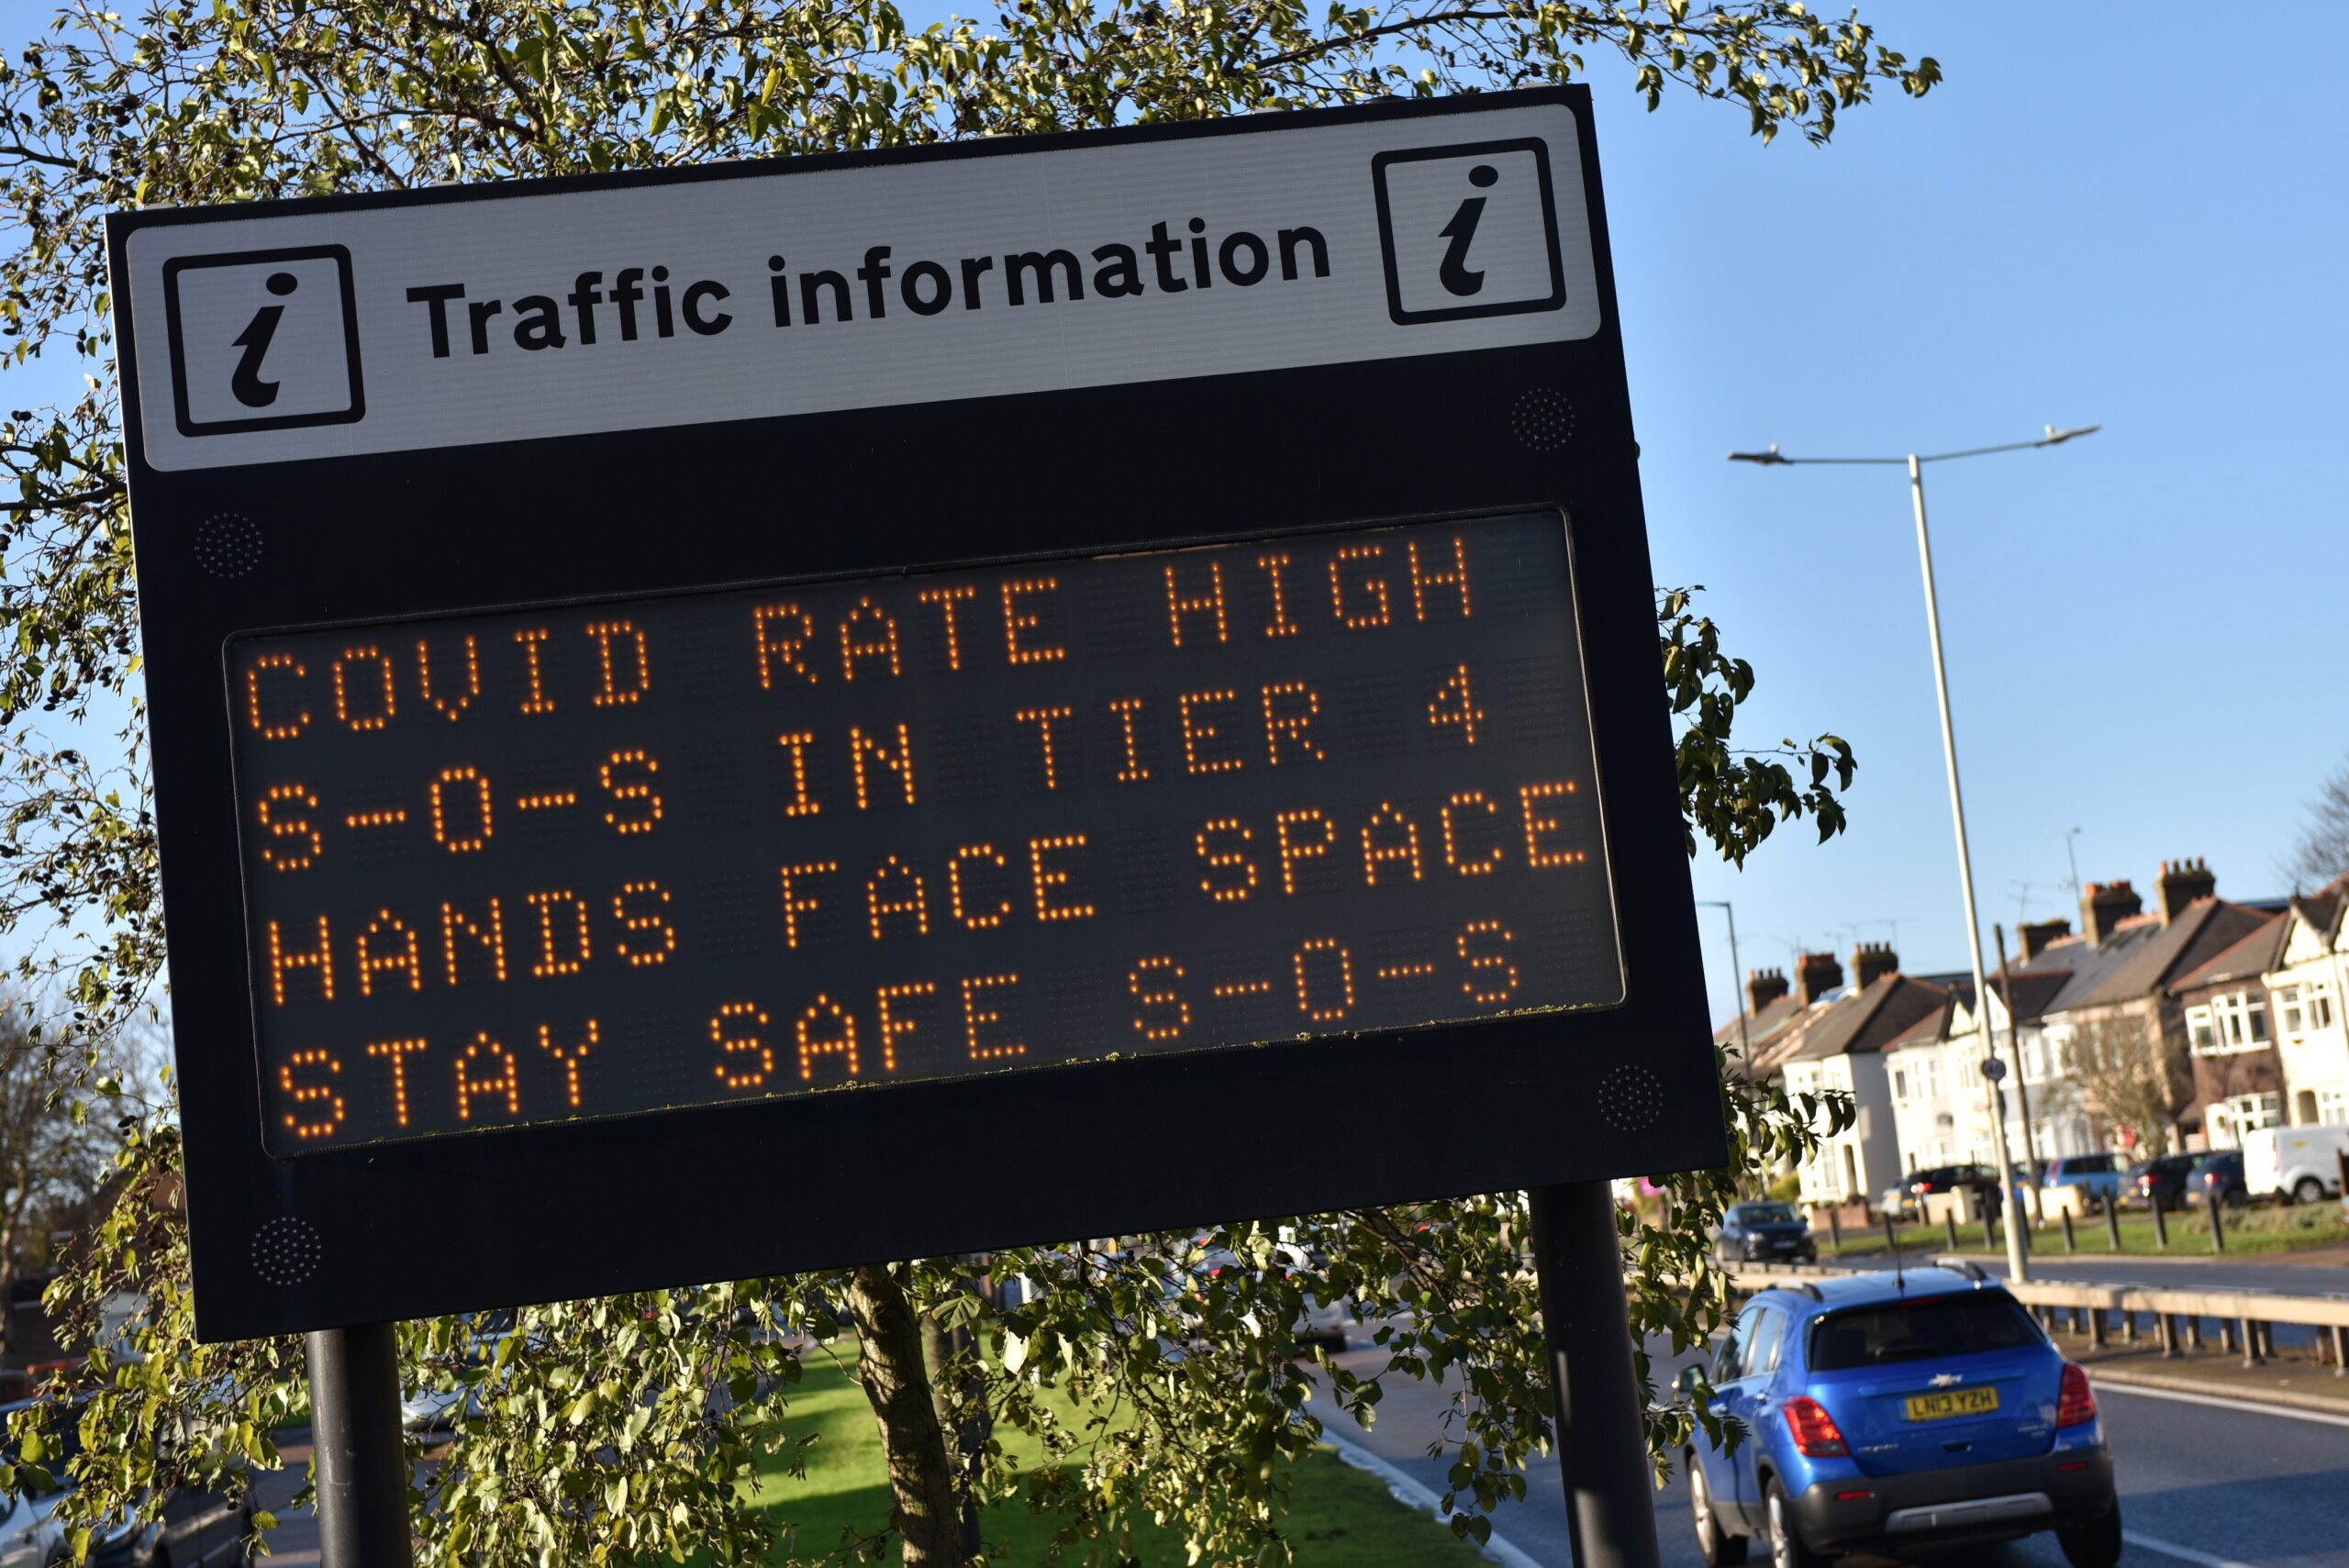 i Traffic information i
COVID RATE HIGH
S-O-S IN TIER 4
HANDS FACE SPACE
STAY SAFE S-O-S
LN13 YZH